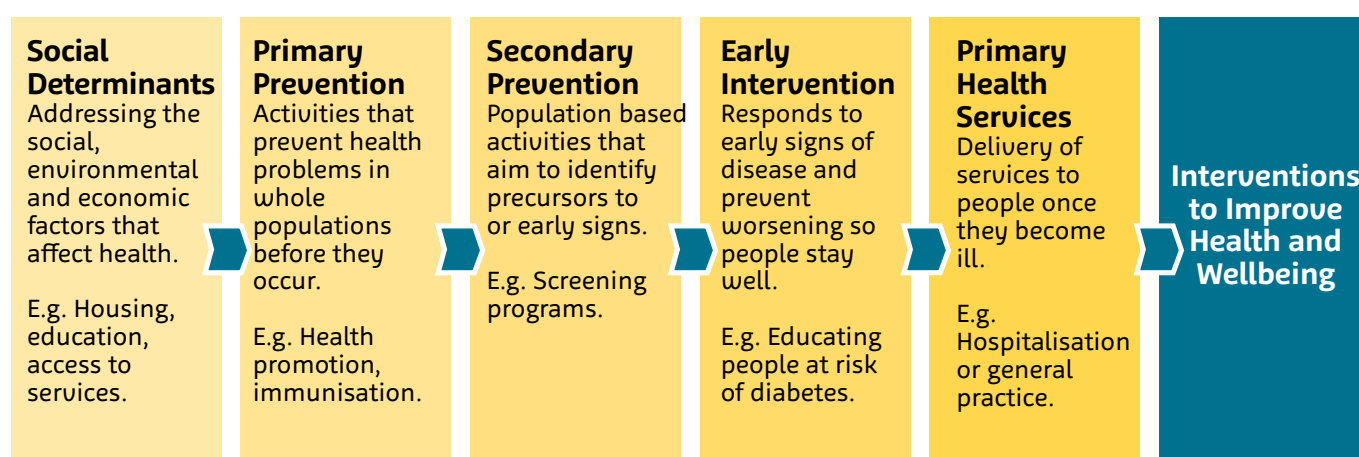 Social
Determinants
Addressing the
social,
environmental
and economic
factors that
affect health.
E.g. Housing,
education,
access to
services.
Primary
Prevention
Activities that
prevent health
problems in
whole
populations
before they
occur.
E.g. Health
promotion,
immunisation.
Secondary
Prevention
Population based
activities that
aim to identify
precursors to
or early signs.
E.g. Screening
programs.
Early
Intervention
Responds to
early signs of
disease and
prevent
worsening so
people stay
well.
E.g. Educating
people at risk
of diabetes.
Primary
Health
Services
Delivery of
services to
people once
they become
ill.
E.g.
Hospitalisation
or general
practice.
Interventions
to Improve
Health and
Wellbeing